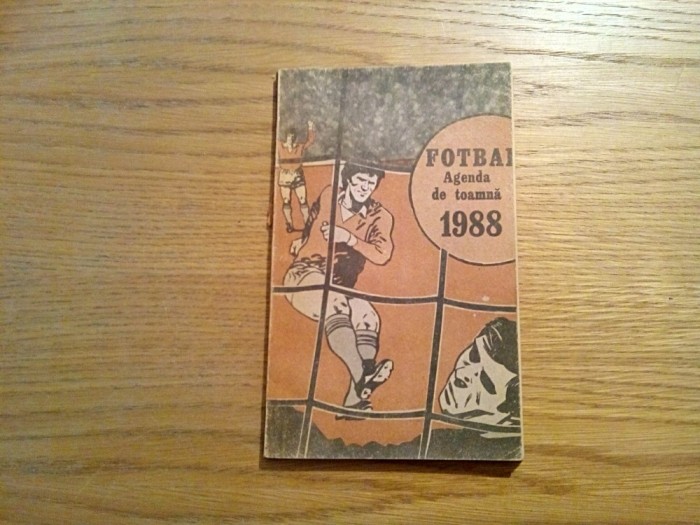 FOTBAL
Agenda
de toamnă
1988